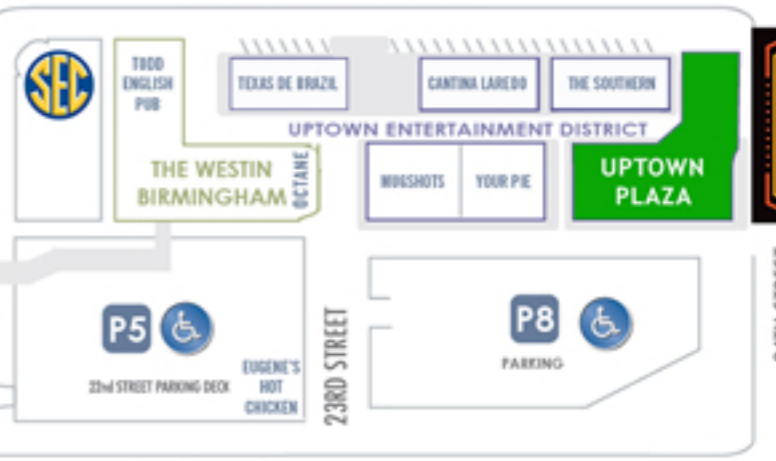 SEC
TODD
ENGLISH
PUB
TEXAS DE BRAZIL
CANTINA LAREDO
THE SOUTHERN
UPTOWN ENTERTAINMENT DISTRICT
THE WESTIN
BIRMINGHAM
OCTANE
MUGSHOTS
YOUR PIE
UPTOWN
PLAZA
P5
22nd STREET PARKING DECK
EUGENE'S
HOT
CHICKEN
23RD STREET
P8
PARKING